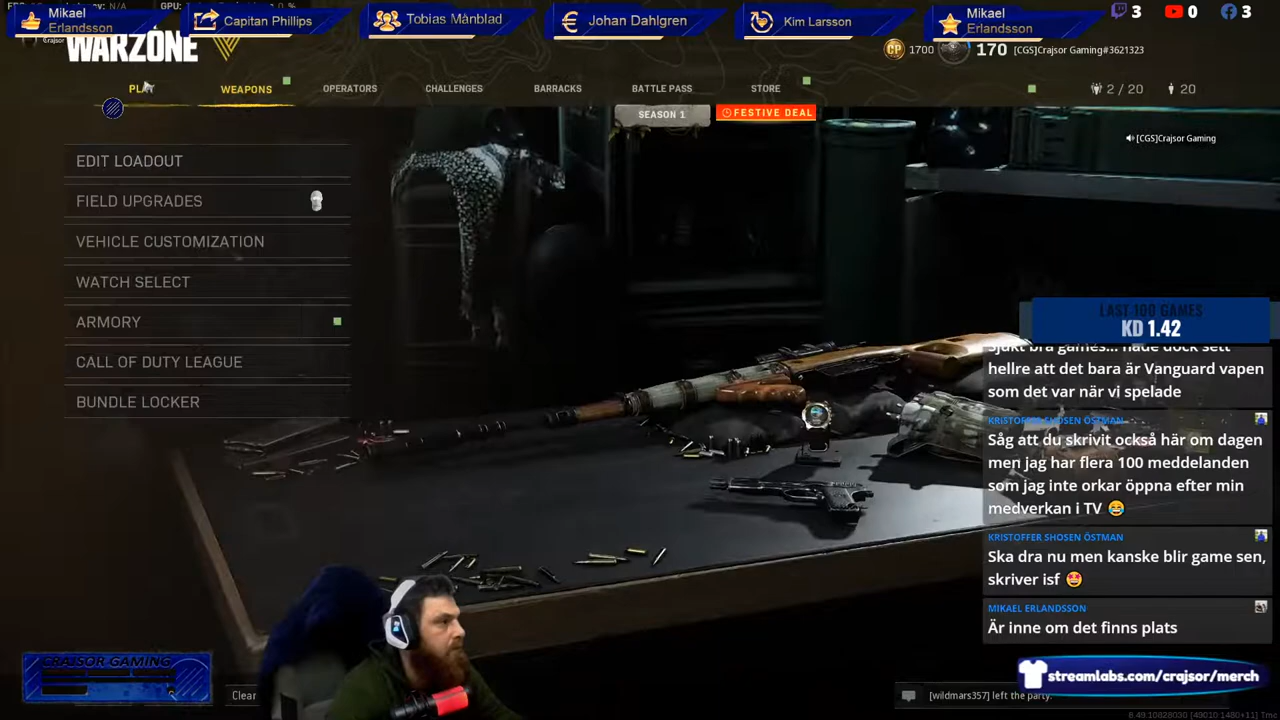 Mikael
Erlandsson
Capitan Phillips
Tobias Månblad
Johan Dahlgren
Kim Larsson
Mikael
Erlandsson
3
0
3
WARZONE
1700
170
[CGS]Crajsor Gaming#3621323
PLAY
WEAPONS
OPERATORS
CHALLENGES
BARRACKS
BATTLE PASS
STORE
2 / 20
20
SEASON 1
FESTIVE DEAL
[CGS]Crajsor Gaming
EDIT LOADOUT
FIELD UPGRADES
VEHICLE CUSTOMIZATION
WATCH SELECT
ARMORY
CALL OF DUTY LEAGUE
BUNDLE LOCKER
LAST 100 GAMES
KD 1.42
hellre att det bara är Vanguard vapen
som det var när vi spelade
KRISTOFFER SHOSEN ÖSTMAN
Såg att du skrivit också här om dagen
men jag har flera 100 meddelanden
som jag inte orkar öppna efter min
medverkan i TV 😂
KRISTOFFER SHOSEN ÖSTMAN
Ska dra nu men kanske blir game sen,
skriver isf 🤩
MIKAEL ERLANDSSON
Är inne om det finns plats
CRAJSOR GAMING
Clear
streamlabs.com/crajsor/merch
[wildmars357] left the party.